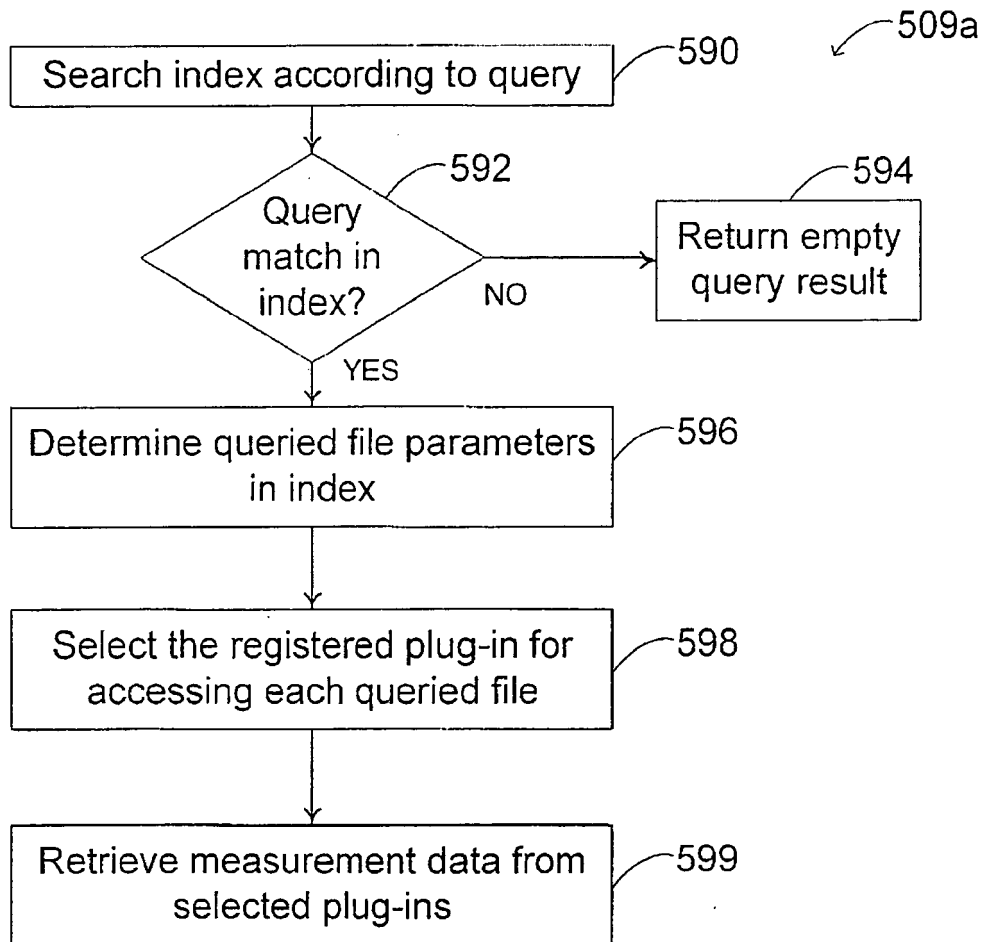 509a
Search index according to query
590
Query
match in
index?
592
NO
Return empty
query result
594
YES
Determine queried file parameters
in index
596
Select the registered plug-in for
accessing each queried file
598
Retrieve measurement data from
selected plug-ins
599